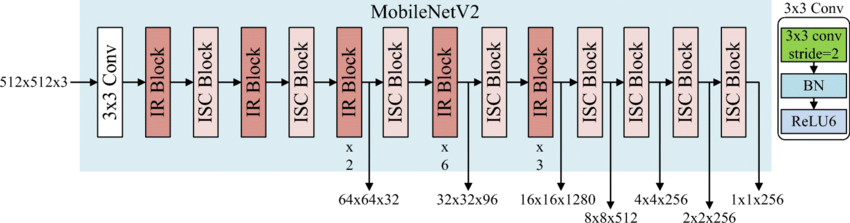 MobileNetV2
3x3 Conv
512x512x3
3x3 Conv
IR Block
ISC Block
IR Block
ISC Block
IR Block
ISC Block
IR Block
ISC Block
IR Block
ISC Block
ISC Block
ISC Block
ISC Block
3x3 conv
stride=2
BN
ReLU6
x
2
x
6
x
3
64x64x32
32x32x96
16x16x1280
4x4x256
1x1x256
8x8x512
2x2x256